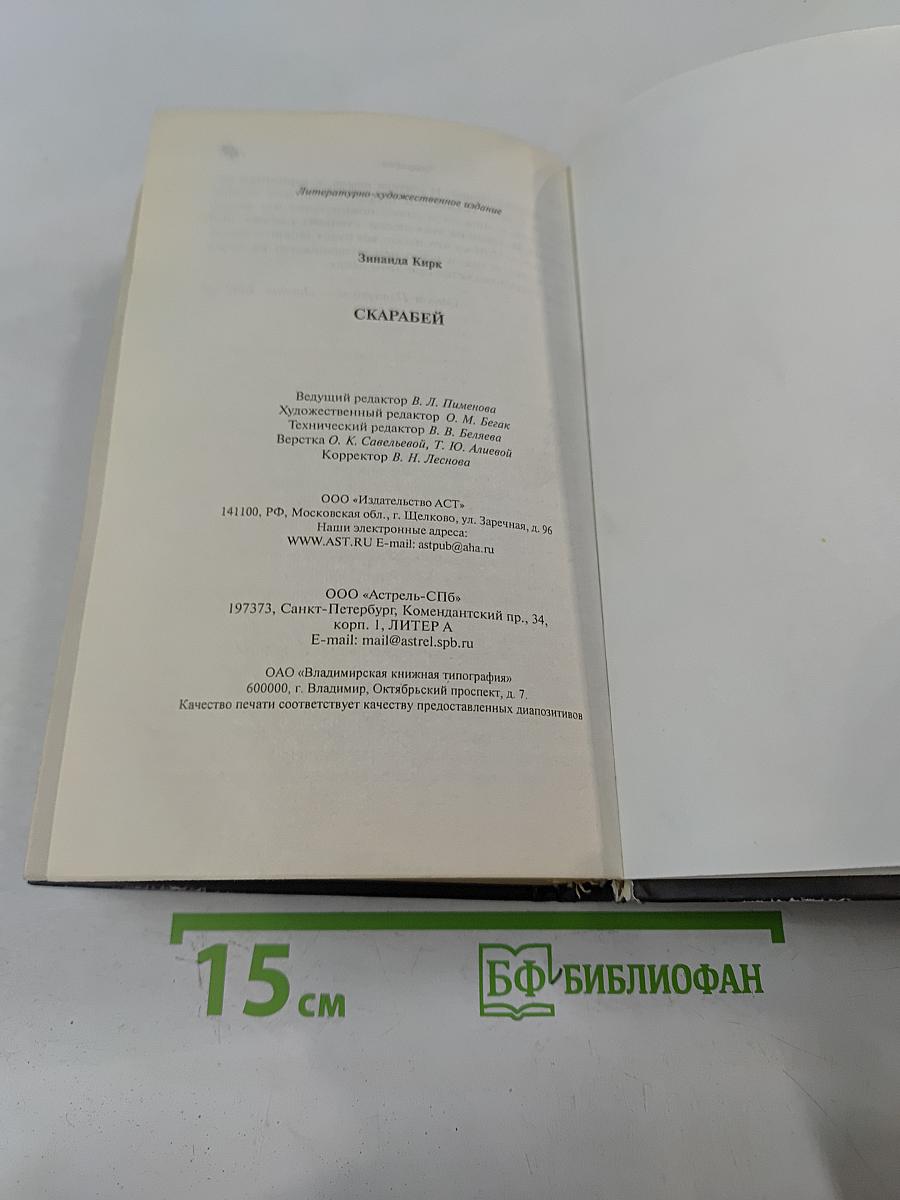 Литературно-художественное издание
Зинаида Кирк
СКАРАБЕЙ
Ведущий редактор В. Л. Пименова
Художественный редактор О. М. Бегак
Технический редактор В. В. Беляева
Верстка О. К. Савельевой, Т. Ю. Алиевой
Корректор В. Н. Леснова
ООО «Издательство АСТ»
141100, РФ, Московская обл., г. Щелково, ул. Заречная, д. 96
Наши электронные адреса:
WWW.AST.RU E-mail: astpub@aha.ru
ООО «Астрель-СПб»
197373, Санкт-Петербург, Комендантский пр., 34,
корп. 1, ЛИТЕР А
E-mail: mail@astrel.spb.ru
ОАО «Владимирская книжная типография»
600000, г. Владимир, Октябрьский проспект, д. 7.
Качество печати соответствует качеству предоставленных диапозитивов
15 см
БФ БИБЛИОФАН